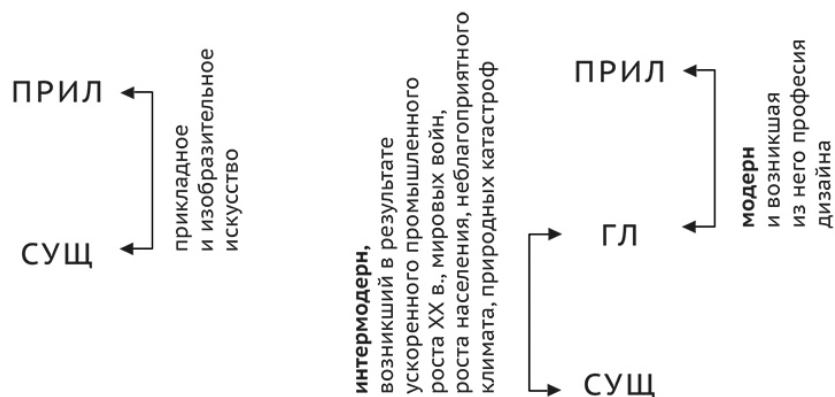 ПРИЛ
СУЩ
прикладное
и изобразительное
искусство
интермодерн,
возникший в результате
ускоренного промышленного
роста XX в., мировых войн,
роста населения, неблагоприятного
климата, природных катастроф
ПРИЛ
ГЛ
СУЩ
модерн
и возникшая
из него професия
дизайна